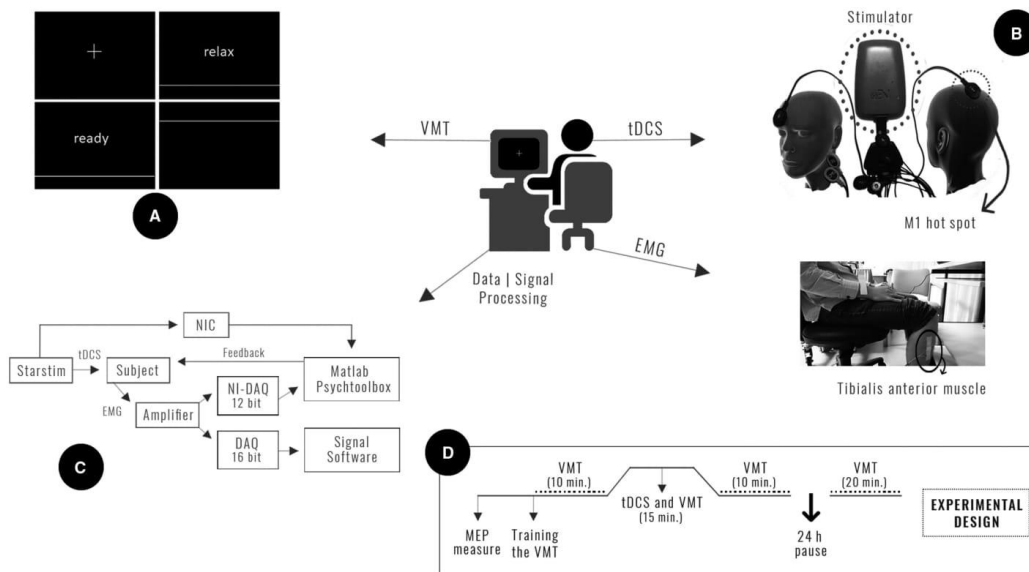 relax
ready
A
VMT
tDCS
EMG
Data | Signal
Processing
Stimulator
B
M1 hot spot
Tibialis anterior muscle
NIC
tDCS
Feedback
Starstim
Subject
Matlab
Psychtoolbox
EMG
Amplifier
NI-DAQ
12 bit
DAQ
16 bit
Signal
Software
C
D
VMT
(10 min.)
tDCS and VMT
(15 min.)
VMT
(10 min.)
VMT
(20 min.)
MEP
measure
Training
the VMT
24 h
pause
EXPERIMENTAL
DESIGN